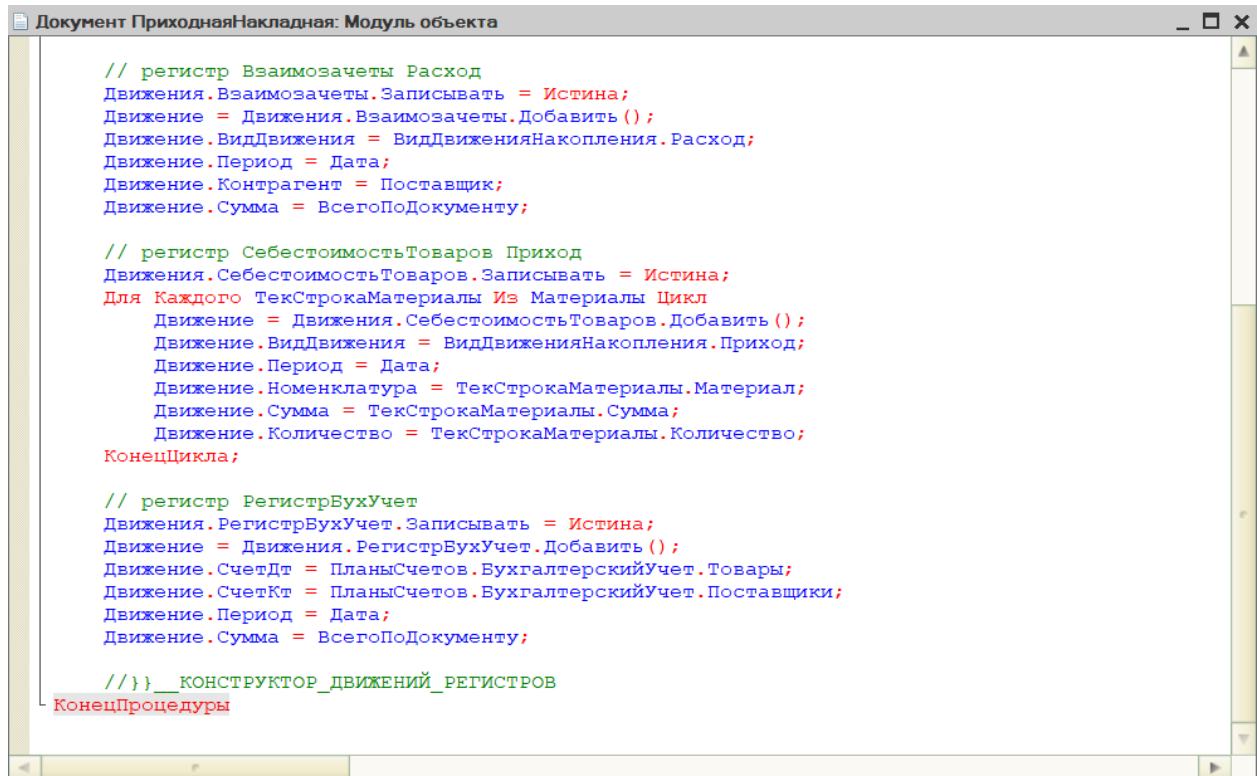 Документ ПриходнаяНакладная: Модуль объекта
// регистр Взаимозачеты Расход
Движения.Взаимозачеты.Записывать = Истина;
Движение = Движения.Взаимозачеты.Добавить();
Движение.ВидДвижения = ВидДвиженияНакопления.Расход;
Движение.Период = Дата;
Движение.Контрагент = Поставщик;
Движение.Сумма = ВсегоПоДокументу;
// регистр СебестоимостьТоваров Приход
Движения.СебестоимостьТоваров.Записывать = Истина;
Для Каждого ТекСтрокаМатериалы Из Материалы Цикл
Движение = Движения.СебестоимостьТоваров.Добавить();
Движение.ВидДвижения = ВидДвиженияНакопления.Приход;
Движение.Период = Дата;
Движение.Номенклатура = ТекСтрокаМатериалы.Материал;
Движение.Сумма = ТекСтрокаМатериалы.Сумма;
Движение.Количество = ТекСтрокаМатериалы.Количество;
КонецЦикла;
// регистр РегистрБухУчет
Движения.РегистрБухУчет.Записывать = Истина;
Движение = Движения.РегистрБухУчет.Добавить();
Движение.СчетДт = ПланыСчетов.БухгалтерскийУчет.Товары;
Движение.СчетКт = ПланыСчетов.БухгалтерскийУчет.Поставщики;
Движение.Период = Дата;
Движение.Сумма = ВсегоПоДокументу;
//}}__КОНСТРУКТОР_ДВИЖЕНИЙ_РЕГИСТРОВ
КонецПроцедуры